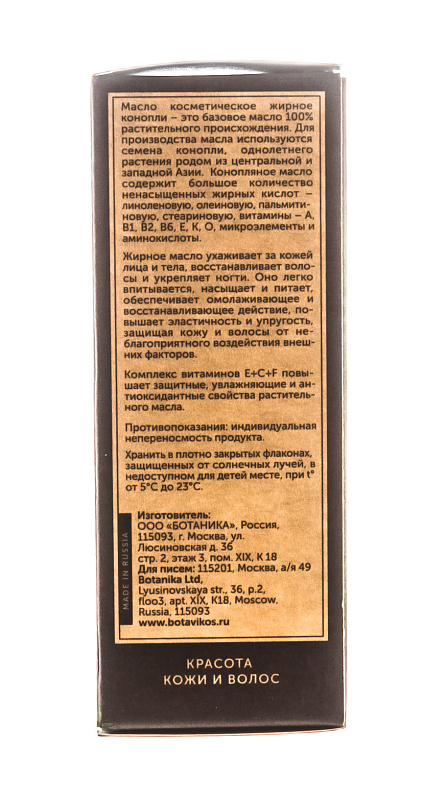 Масло косметическое жирное
конопли – это базовое масло 100%
растительного происхождения. Для
производства масла используются
семена конопли, однолетнего
растения родом из центральной и
западной Азии. Конопляное масло
содержит большое количество
ненасыщенных жирных кислот –
линоленовую, олеиновую, пальмити-
новую, стеариновую, витамины – А,
В1, В2, В6, Е, К, О, микроэлементы и
аминокислоты.
Жирное масло ухаживает за кожей
лица и тела, восстанавливает воло-
сы и укрепляет ногти. Оно легко
впитывается, насыщает и питает,
обеспечивает омолаживающее и
восстанавливающее действие, по-
вышает эластичность и упругость,
защищая кожу и волосы от не-
благоприятного воздействия внеш-
них факторов.
Комплекс витаминов E+C+F повы-
шает защитные, увлажняющие и ан-
тиоксидантные свойства раститель-
ного масла.
Противопоказания: индивидуальная
непереносмость продукта.
Хранить в плотно закрытых флаконах,
защищенных от солнечных лучей, в
недоступном для детей месте, при t°
от 5°С до 23°С.
Изготовитель:
ООО «БОТАНИКА», Россия,
115093, г. Москва, ул.
Люсиновская д. 36
стр. 2, этаж 3, пом. XIX, К 18
Для писем: 115201, Москва, а/я 49
Botanika Ltd,
Lyusinovskaya str., 36, p.2,
floo3, apt. XIX, K18, Moscow,
Russia, 115093
www.botavikos.ru
MADE IN RUSSIA
КРАСОТА
КОЖИ И ВОЛОС